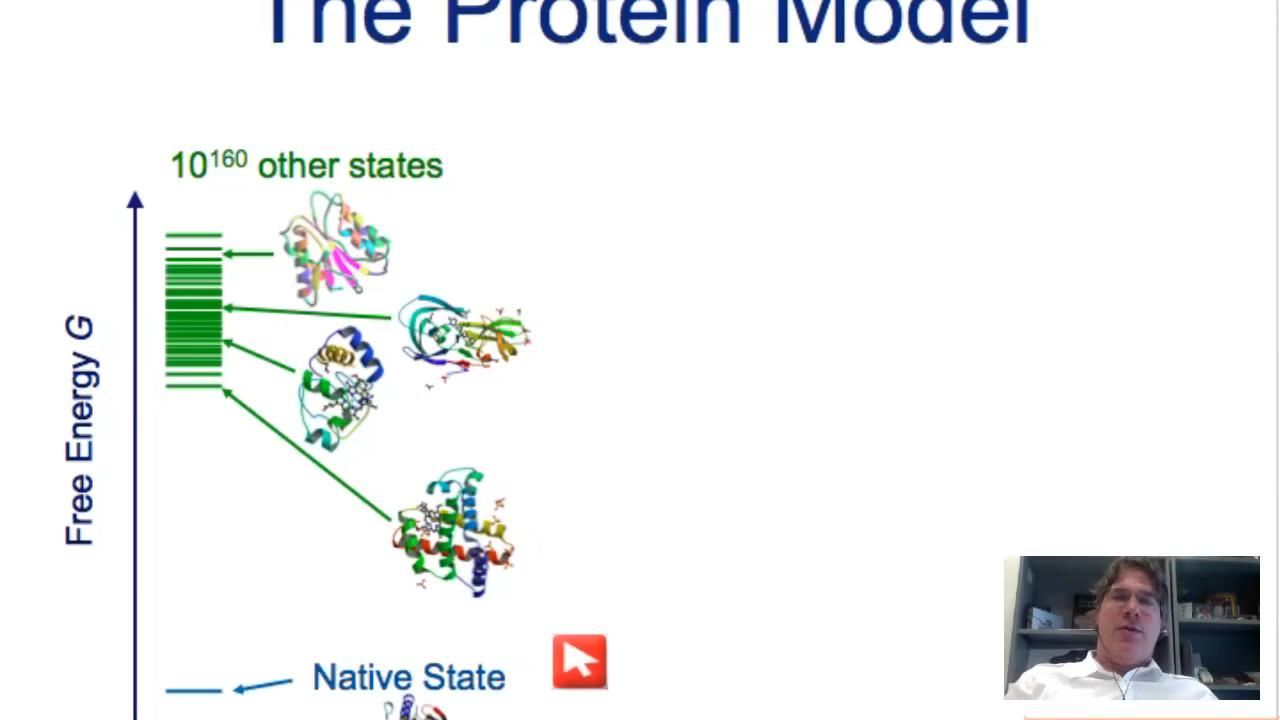 The Protein Model
10¹⁶⁰ other states
Free Energy G
Native State